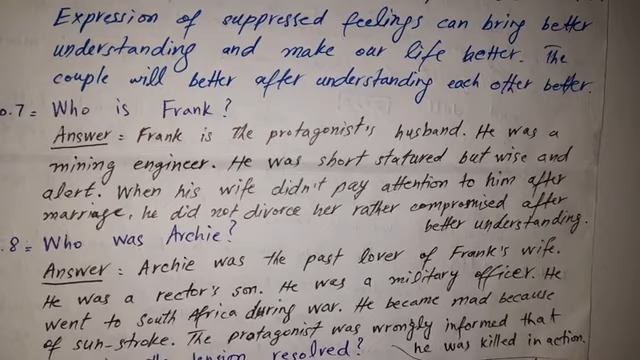 Expression of suppressed feelings can bring better
understanding and make our life better. The
couple will better after understanding each other better.
o.7= Who is Frank?
Answer: Frank is the protagonist's husband. He was a
mining engineer. He was short statured but wise and
alert. When his wife didn't pay attention to him after
marriage, he did not divorce her rather compromised after
better understanding.
.8= Who was Archie?
Answer: Archie was the past lover of Frank's wife.
He was a rector's son. He was a military officer. He
went to South Africa during war. He became mad because
of sun-stroke. The protagonist was wrongly informed that
he was killed in action.
resolved?